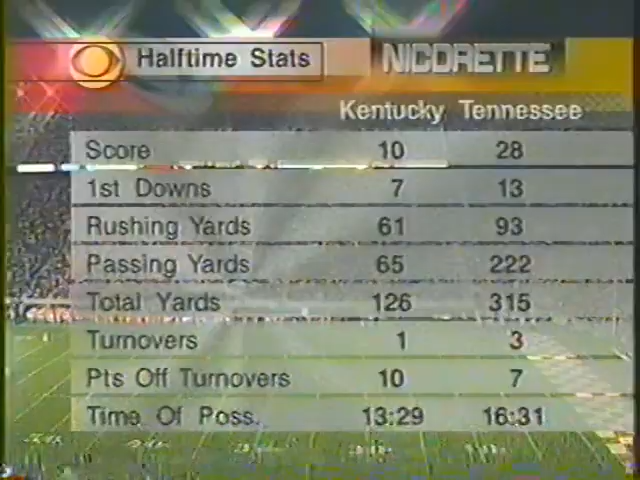 Halftime Stats NICORETTE
Kentucky Tennessee
Score 10 28
1st Downs 7 13
Rushing Yards 61 93
Passing Yards 65 222
Total Yards 126 315
Turnovers 1 3
Pts Off Turnovers 10 7
Time Of Poss. 13:29 16:31